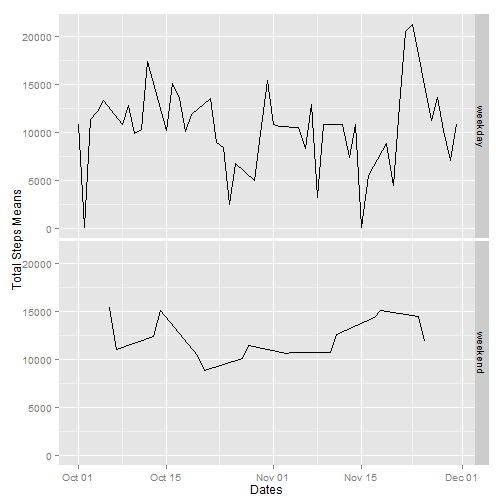 Total Steps Means
20000
15000
10000
5000
0
weekday
20000
15000
10000
5000
0
weekend
Oct 01
Oct 15
Nov 01
Nov 15
Dec 01
Dates